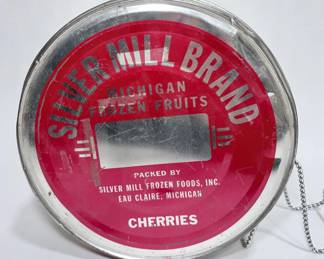 SILVER MILL BRAND
MICHIGAN
FROZEN FRUITS
PACKED BY
SILVER MILL FROZEN FOODS, INC.
EAU CLAIRE, MICHIGAN
CHERRIES